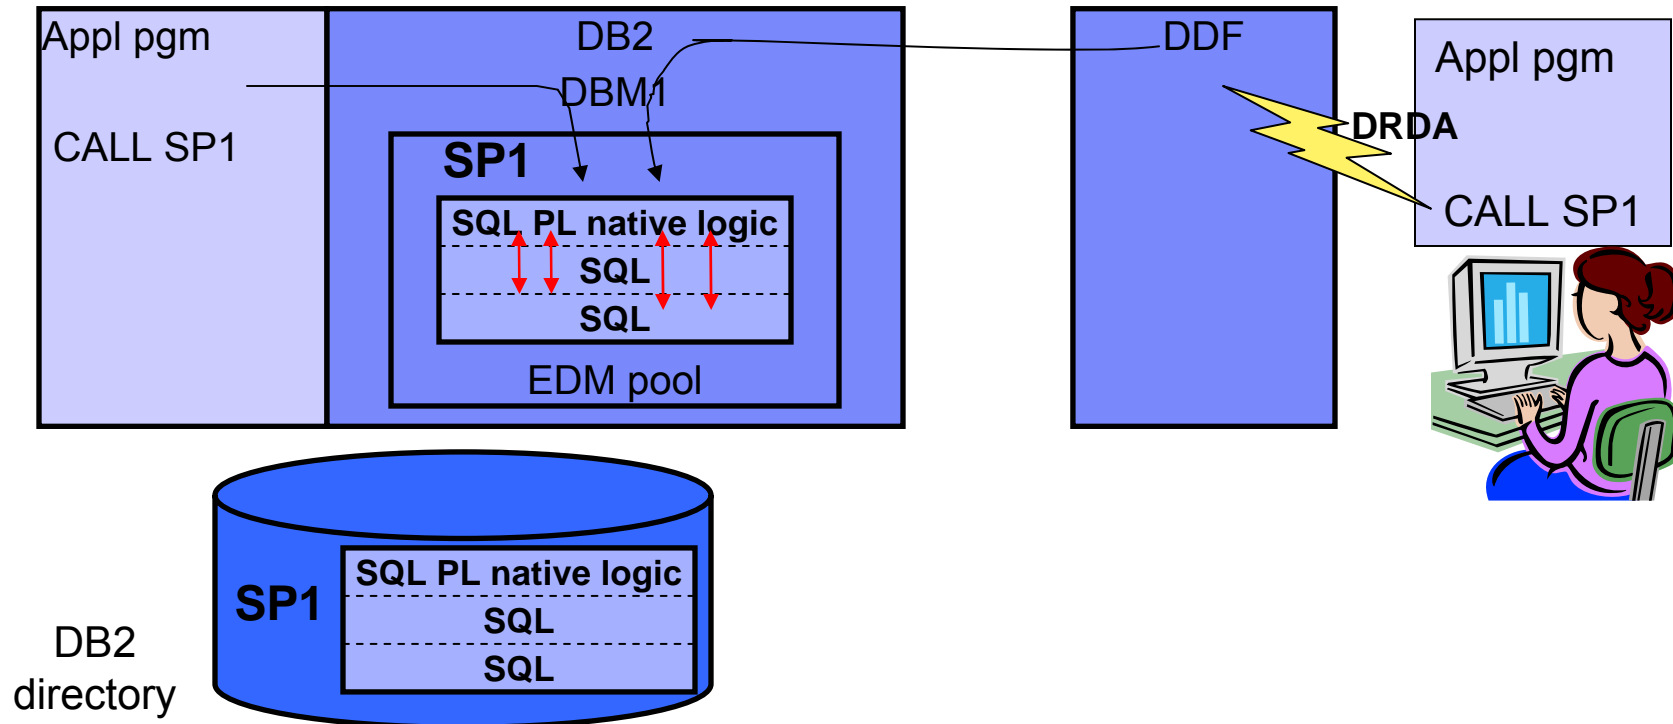 Appl pgm
CALL SP1
DB2
DBM1
SP1
SQL PL native logic
SQL
SQL
EDM pool
DDF
DRDA
Appl pgm
CALL SP1
DB2
directory
SP1
SQL PL native logic
SQL
SQL